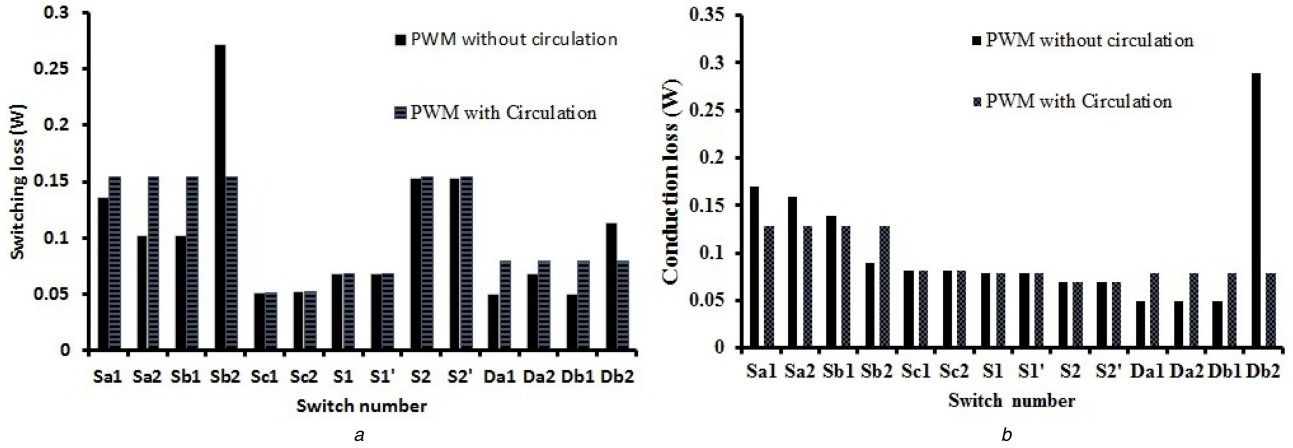 0.3
0.25
0.2
0.15
0.1
0.05
0
Switching loss (W)
PWM without circulation
PWM with Circulation
Sa1 Sa2 Sb1 Sb2 Sc1 Sc2 S1 S1' S2 S2' Da1 Da2 Db1 Db2
Switch number
a
0.35
0.3
0.25
0.2
0.15
0.1
0.05
0
Conduction loss (W)
PWM without circulation
PWM with Circulation
Sa1 Sa2 Sb1 Sb2 Sc1 Sc2 S1 S1' S2 S2' Da1 Da2 Db1 Db2
Switch number
b